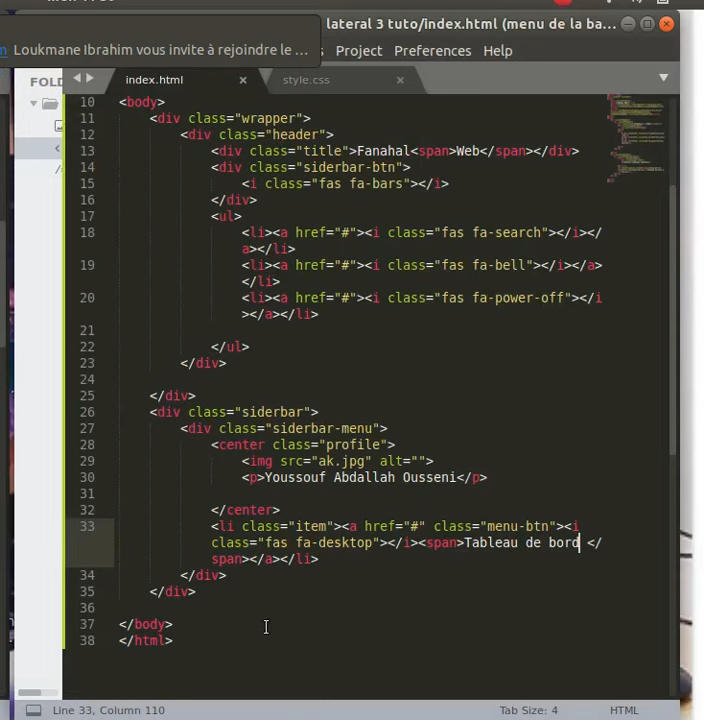 lateral 3 tuto/index.html (menu de la ba...
Loukmane Ibrahim vous invite à rejoindre le ...
Project Preferences Help
FOLD
index.html × style.css ×
10 <body>
11 <div class="wrapper">
12 <div class="header">
13 <div class="title">Fanahal<span>Web</span></div>
14 <div class="siderbar-btn">
15 <i class="fas fa-bars"></i>
16 </div>
17 <ul>
18 <li><a href="#"><i class="fas fa-search"></i></
a></li>
19 <li><a href="#"><i class="fas fa-bell"></i></a>
</li>
20 <li><a href="#"><i class="fas fa-power-off"></i
></a></li>
21
22 </ul>
23 </div>
24
25 </div>
26 <div class="siderbar">
27 <div class="siderbar-menu">
28 <center class="profile">
29 <img src="ak.jpg" alt="">
30 <p>Youssouf Abdallah Ousseni</p>
31
32 </center>
33 <li class="item"><a href="#" class="menu-btn"><i
class="fas fa-desktop"></i><span>Tableau de bord </
span></a></li>
34 </div>
35 </div>
36
37 </body>
38 </html>
Line 33, Column 110 Tab Size: 4 HTML